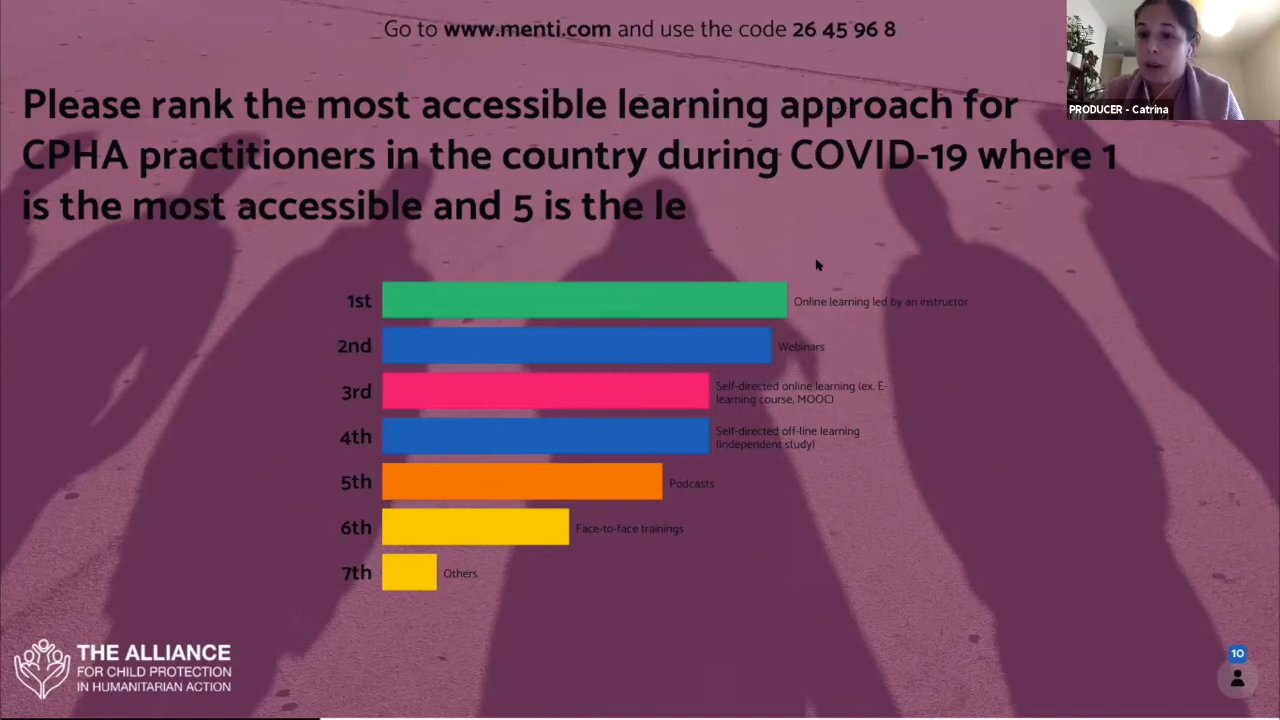 Go to www.menti.com and use the code 26 45 96 8
PRODUCER - Catrina
Please rank the most accessible learning approach for
CPHA practitioners in the country during COVID-19 where 1
is the most accessible and 5 is the le
1st Online learning led by an instructor
2nd Webinars
3rd Self-directed online learning (ex. E-
learning course, MOOC)
4th Self-directed off-line learning
(independent study)
5th Podcasts
6th Face-to-face trainings
7th Others
THE ALLIANCE
FOR CHILD PROTECTION
IN HUMANITARIAN ACTION
10